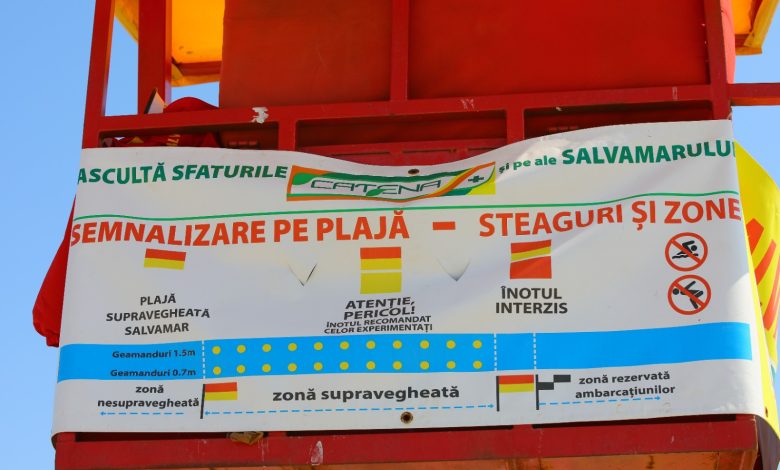 ASCULTĂ SFATURILE CATENA și pe ale SALVAMARULUI
SEMNALIZARE PE PLAJĂ - STEAGURI ȘI ZONE
PLAJĂ
SUPRAVEGHEATĂ
SALVAMAR
ATENȚIE,
PERICOL!
ÎNOTUL RECOMANDAT
CELOR EXPERIMENTAȚI
ÎNOTUL
INTERZIS
Geamanduri 1.5m
Geamanduri 0.7m
zonă
nesupravegheată
zonă supravegheată
zonă rezervată
ambarcațiunilor